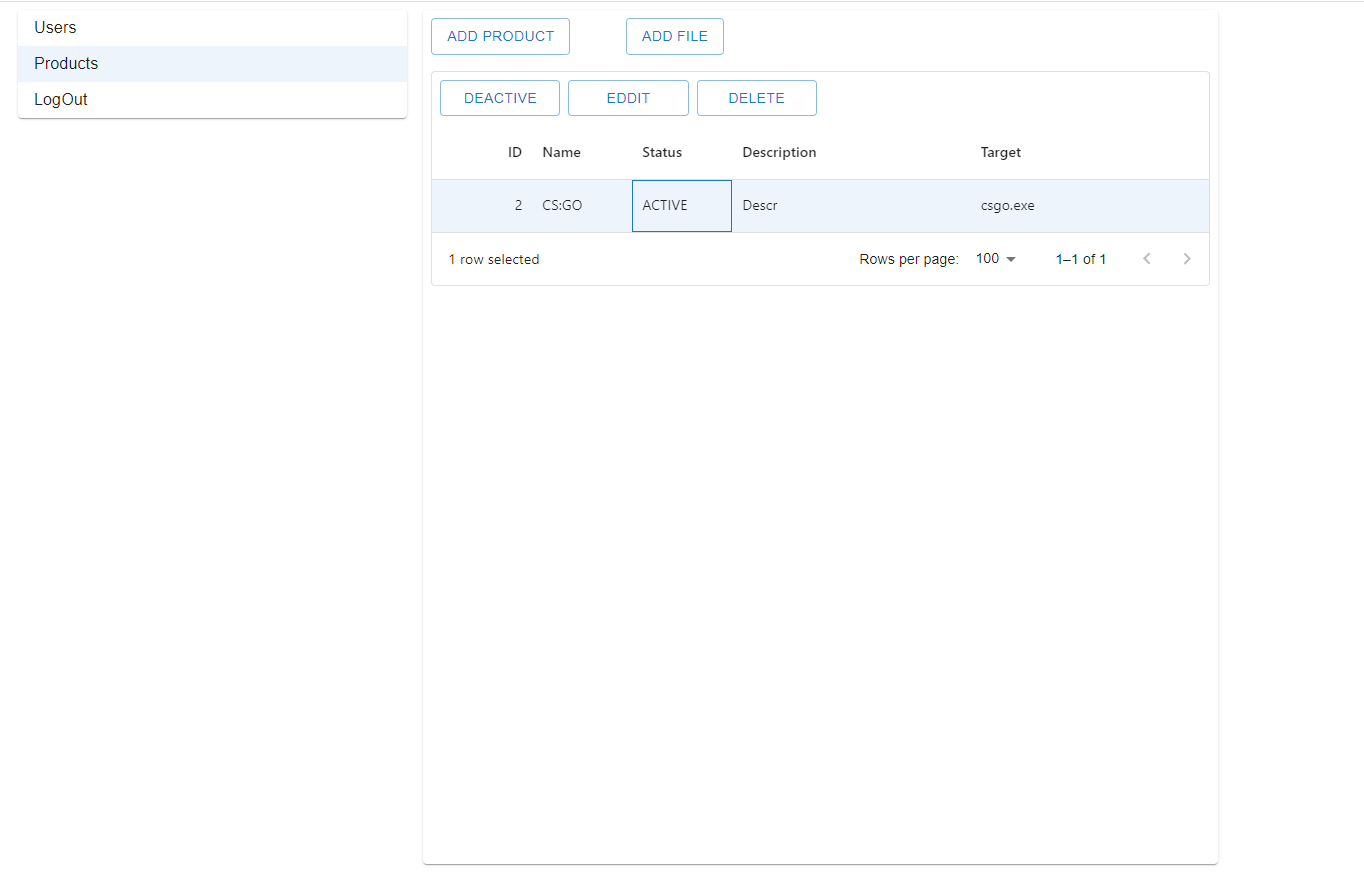 Users
Products
LogOut
ADD PRODUCT ADD FILE
DEACTIVE EDDIT DELETE
ID Name Status Description Target
2 CS:GO ACTIVE Descr csgo.exe
1 row selected Rows per page: 100 1–1 of 1